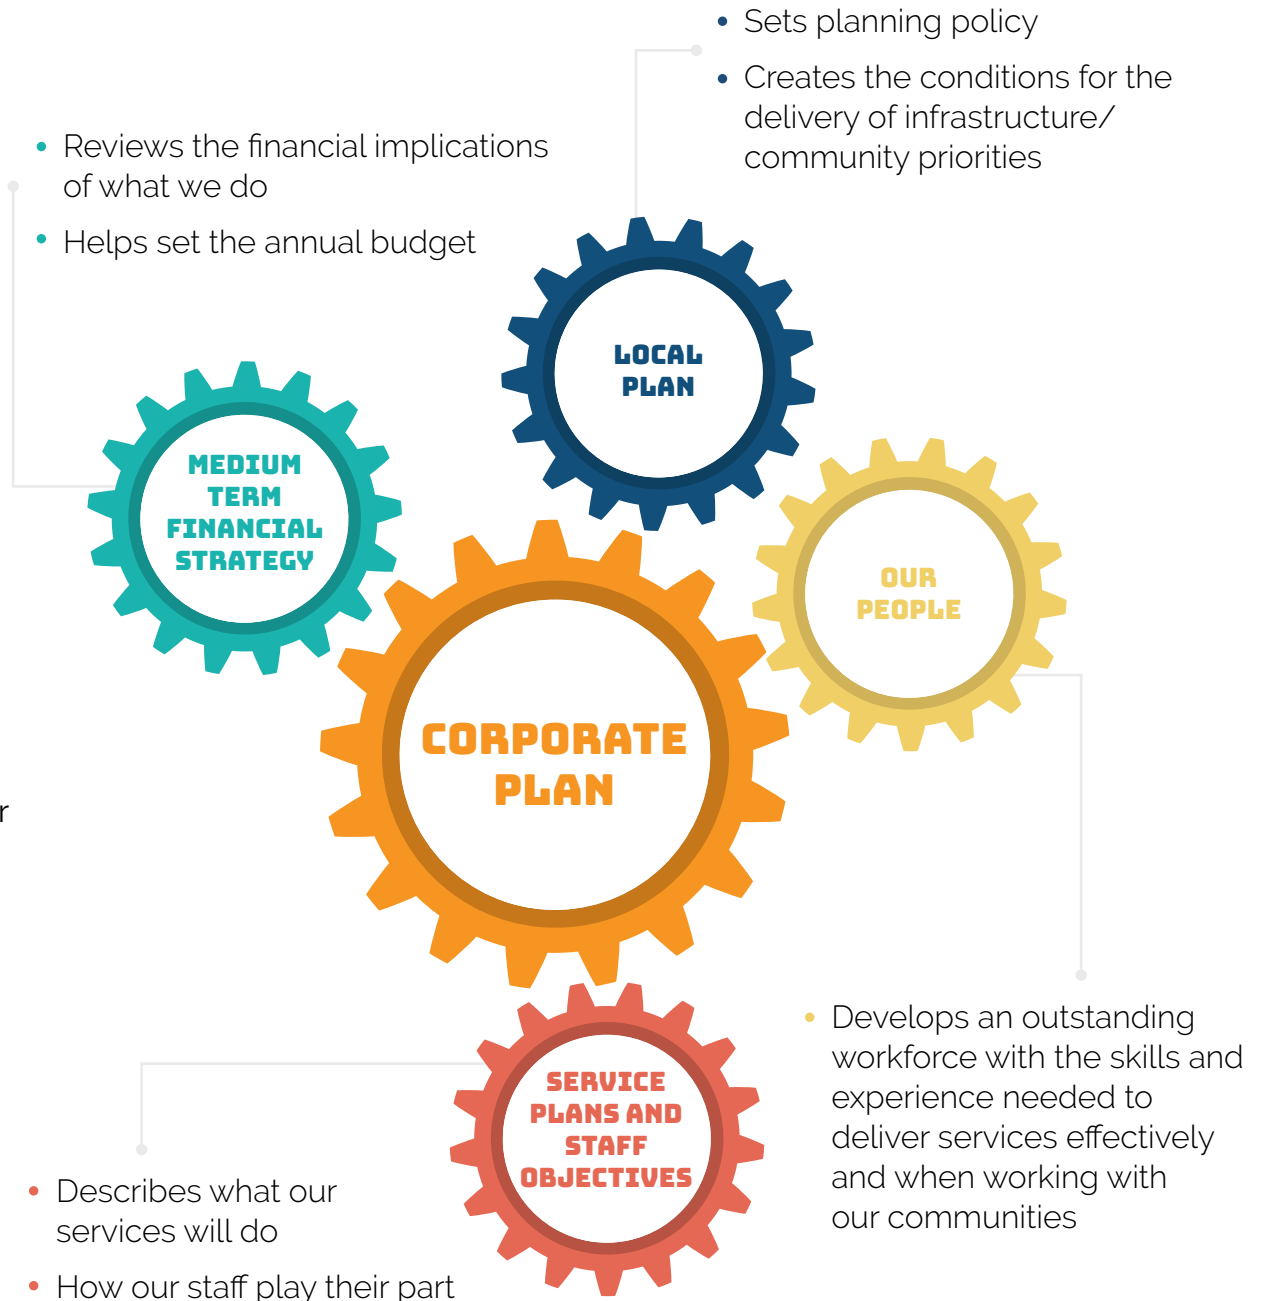 • Sets planning policy
• Creates the conditions for the
delivery of infrastructure/
community priorities
• Reviews the financial implications
of what we do
• Helps set the annual budget
LOCAL
PLAN
MEDIUM
TERM
FINANCIAL
STRATEGY
OUR
PEOPLE
CORPORATE
PLAN
r
SERVICE
PLANS AND
STAFF
OBJECTIVES
• Develops an outstanding
workforce with the skills and
experience needed to
deliver services effectively
and when working with
our communities
• Describes what our
services will do
• How our staff play their part